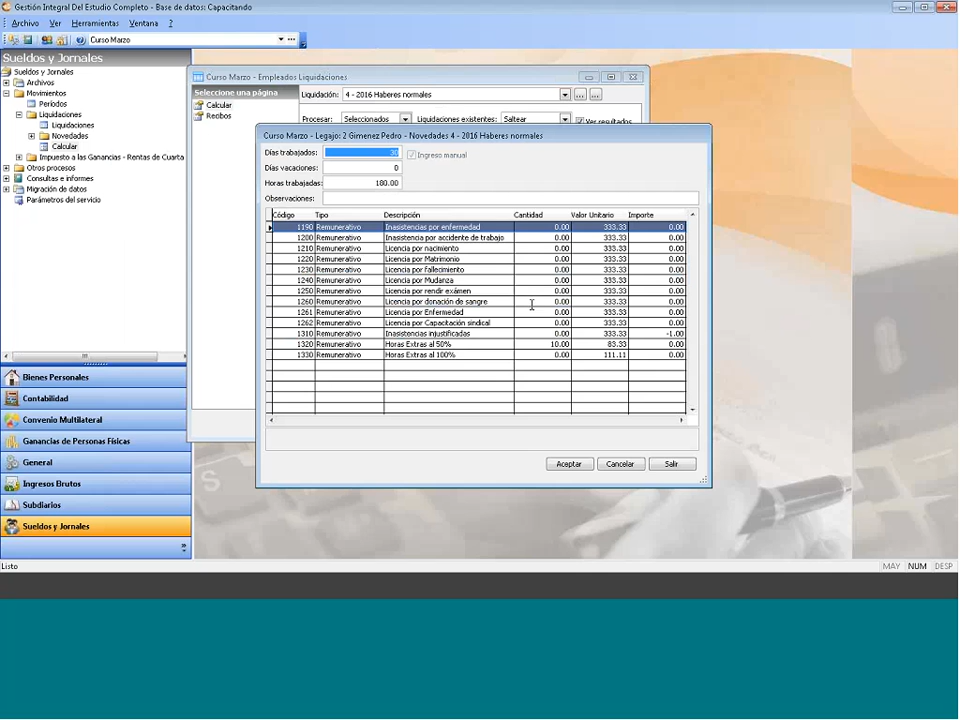 Gestión Integral Del Estudio Completo - Base de datos: Capacitando
Archivo Ver Herramientas Ventana ?
Curso Marzo
Sueldos y Jornales
Sueldos y Jornales
Archivos
Movimientos
Períodos
Liquidaciones
Liquidaciones
Novedades
Calcular
Impuesto a las Ganancias - Rentas de Cuarta
Otros procesos
Consultas e informes
Migración de datos
Parámetros del servicio
Bienes Personales
Contabilidad
Convenio Multilateral
Ganancias de Personas Físicas
General
Ingresos Brutos
Subdiarios
Sueldos y Jornales
Curso Marzo - Empleados Liquidaciones
Seleccione una página
Calcular
Recibos
Liquidación: 4 - 2016 Haberes normales
Procesar: Seleccionados Liquidaciones existentes: Saltear Ver resultados
Curso Marzo - Legajo: 2 Gimenez Pedro - Novedades 4 - 2016 Haberes normales
Días trabajados: 30 Ingreso manual
Días vacaciones: 0
Horas trabajadas: 180.00
Observaciones:
Código Tipo Descripción Cantidad Valor Unitario Importe
1190 Remunerativo Inasistencias por enfermedad 0.00 333.33 0.00
1200 Remunerativo Inasistencia por accidente de trabajo 0.00 333.33 0.00
1210 Remunerativo Licencia por nacimiento 0.00 333.33 0.00
1220 Remunerativo Licencia por Matrimonio 0.00 333.33 0.00
1230 Remunerativo Licencia por fallecimiento 0.00 333.33 0.00
1240 Remunerativo Licencia por Mudanza 0.00 333.33 0.00
1250 Remunerativo Licencia por rendir exámen 0.00 333.33 0.00
1260 Remunerativo Licencia por donación de sangre 0.00 333.33 0.00
1261 Remunerativo Licencia por Enfermedad 0.00 333.33 0.00
1262 Remunerativo Licencia por Capacitación sindical 0.00 333.33 0.00
1310 Remunerativo Inasistencias injustificadas 0.00 333.33 -1.00
1320 Remunerativo Horas Extras al 50% 10.00 83.33 0.00
1330 Remunerativo Horas Extras al 100% 0.00 111.11 0.00
Aceptar Cancelar Salir
Listo MAY NUM DESP